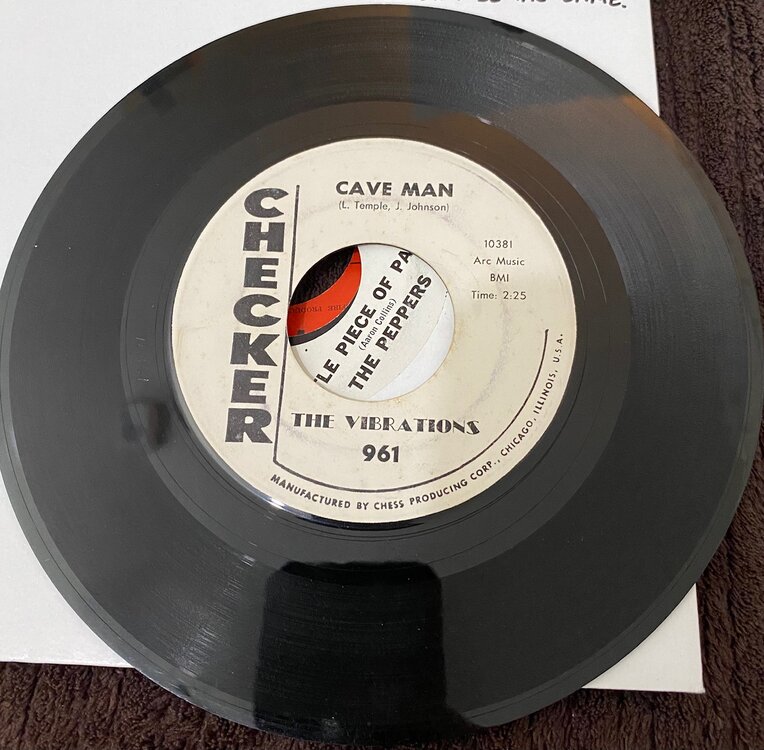 SAME.
CHECKER
CAVE MAN
(L. Temple, J. Johnson)
10381
Arc Music
BMI
Time: 2:25
LE PIECE OF PA
(Aaron Collins)
THE PEPPERS
THE VIBRATIONS
961
MANUFACTURED BY CHESS PRODUCING CORP., CHICAGO, ILLINOIS, U.S.A.